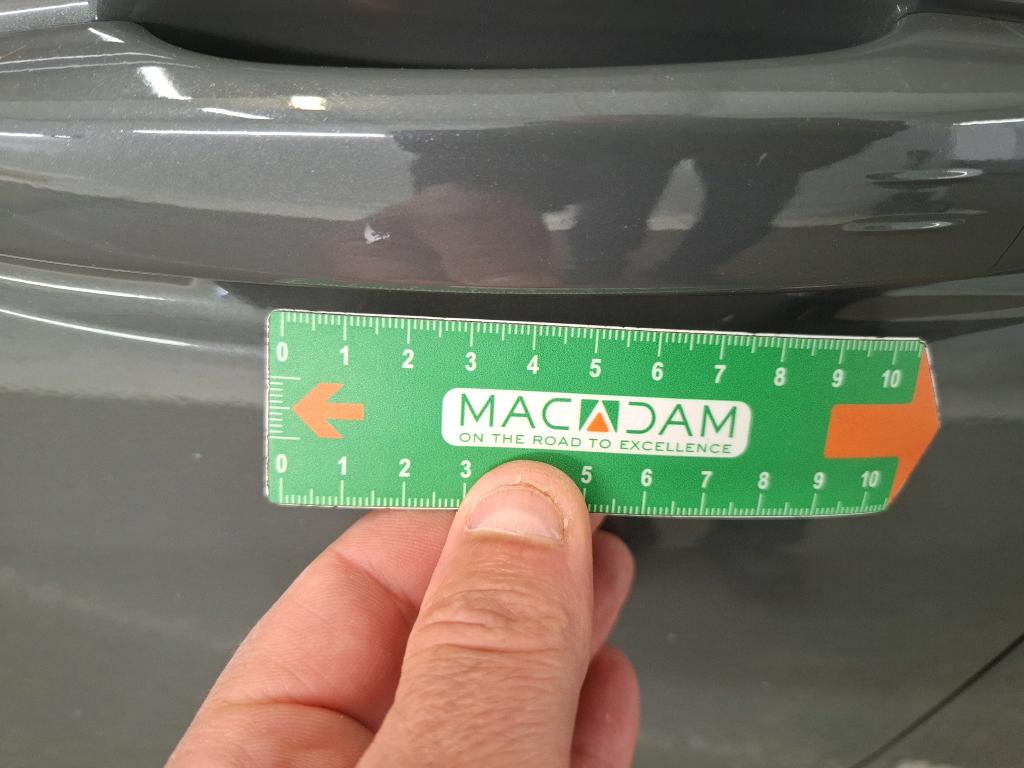 0 1 2 3 4 5 6 7 8 9 10
MACADAM
ON THE ROAD TO EXCELLENCE
0 1 2 3 5 6 7 8 9 10